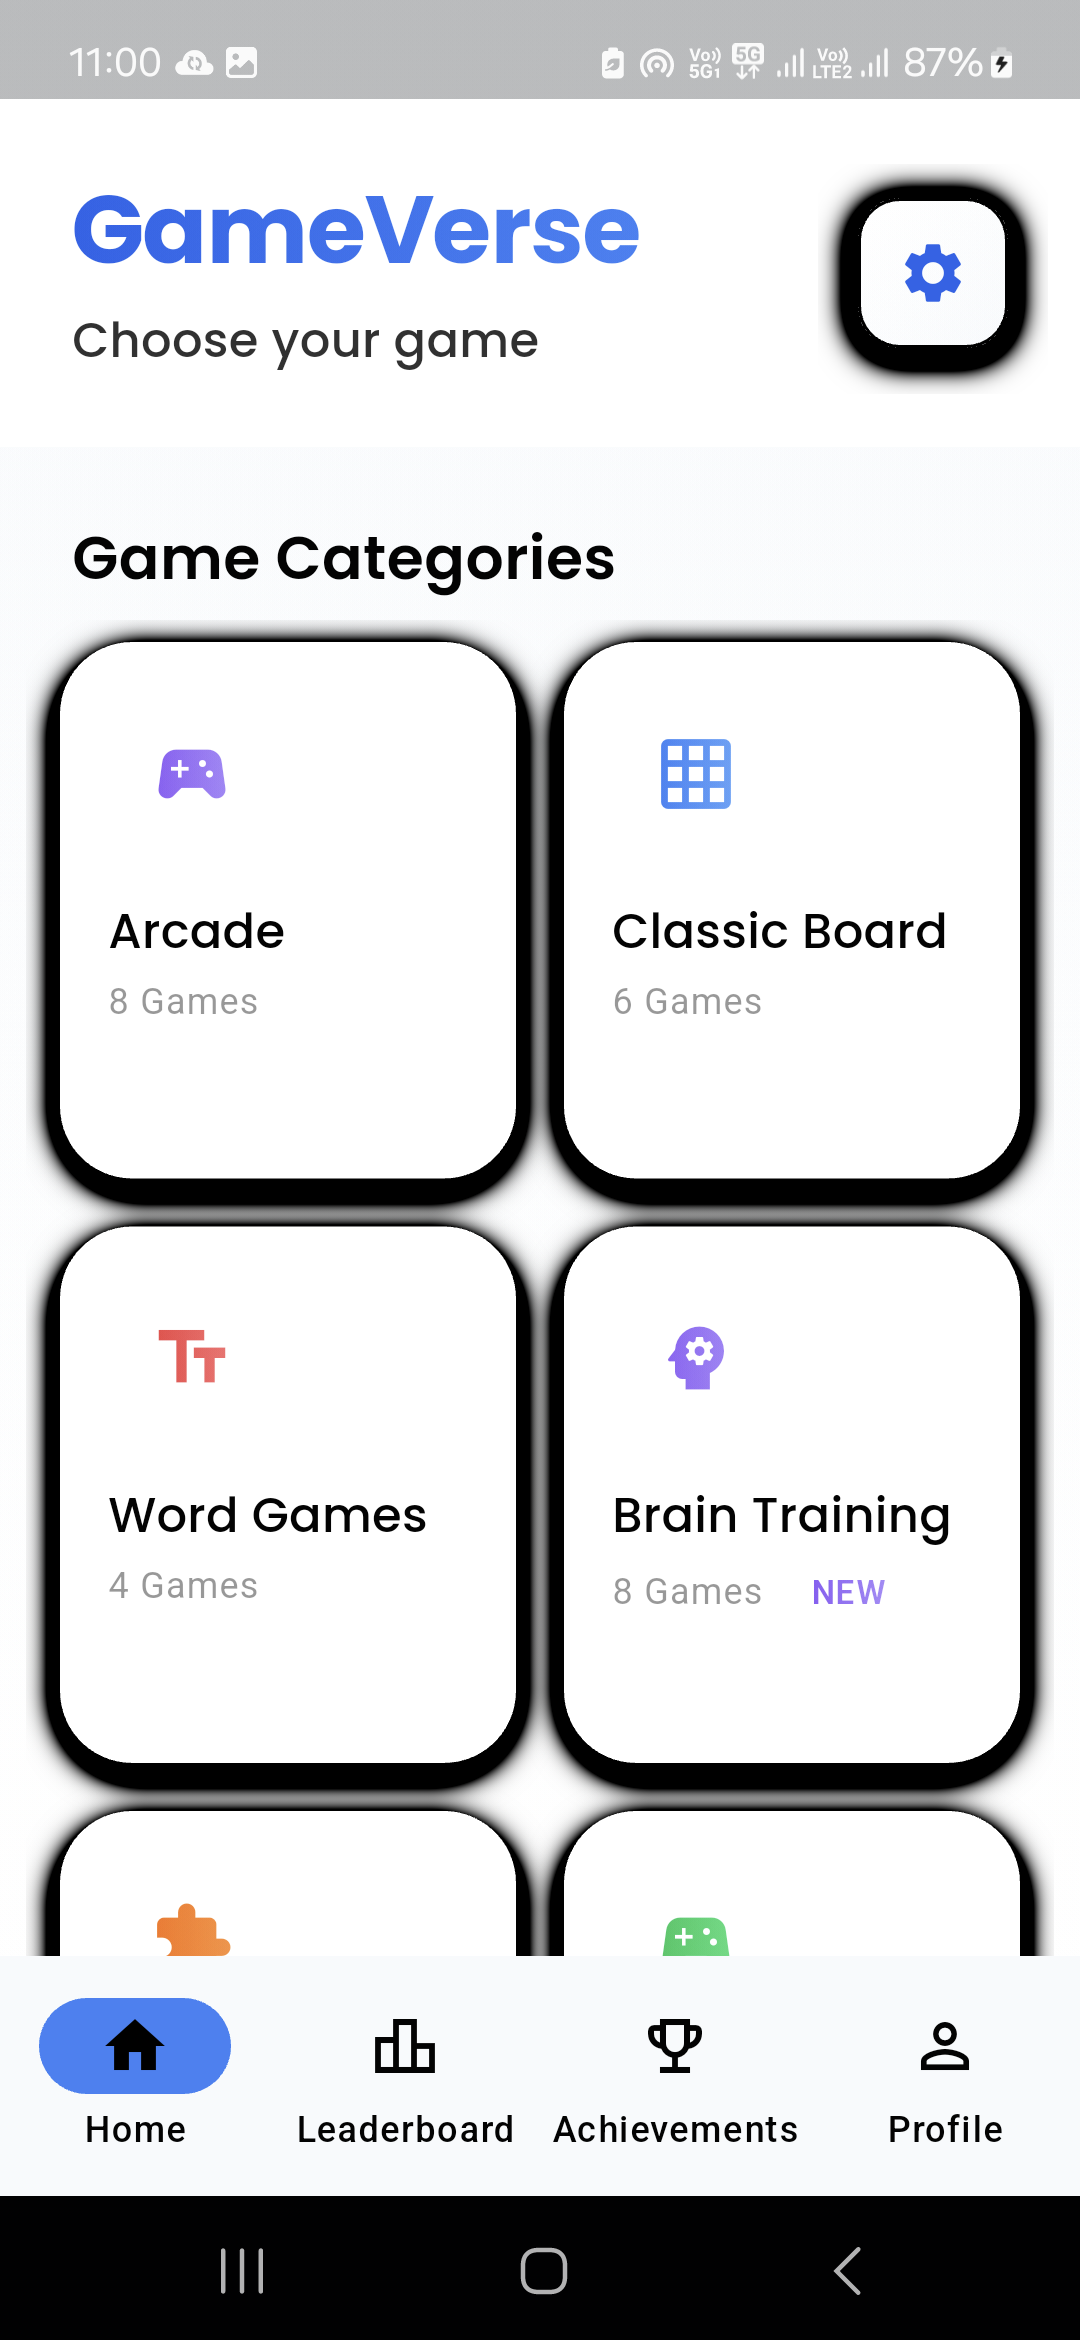 11:00 Vo)) 5G1 5G Vo)) LTE2 87%
GameVerse
Choose your game
Game Categories
Arcade
8 Games
Classic Board
6 Games
Word Games
4 Games
Brain Training
8 Games NEW
Home Leaderboard Achievements Profile